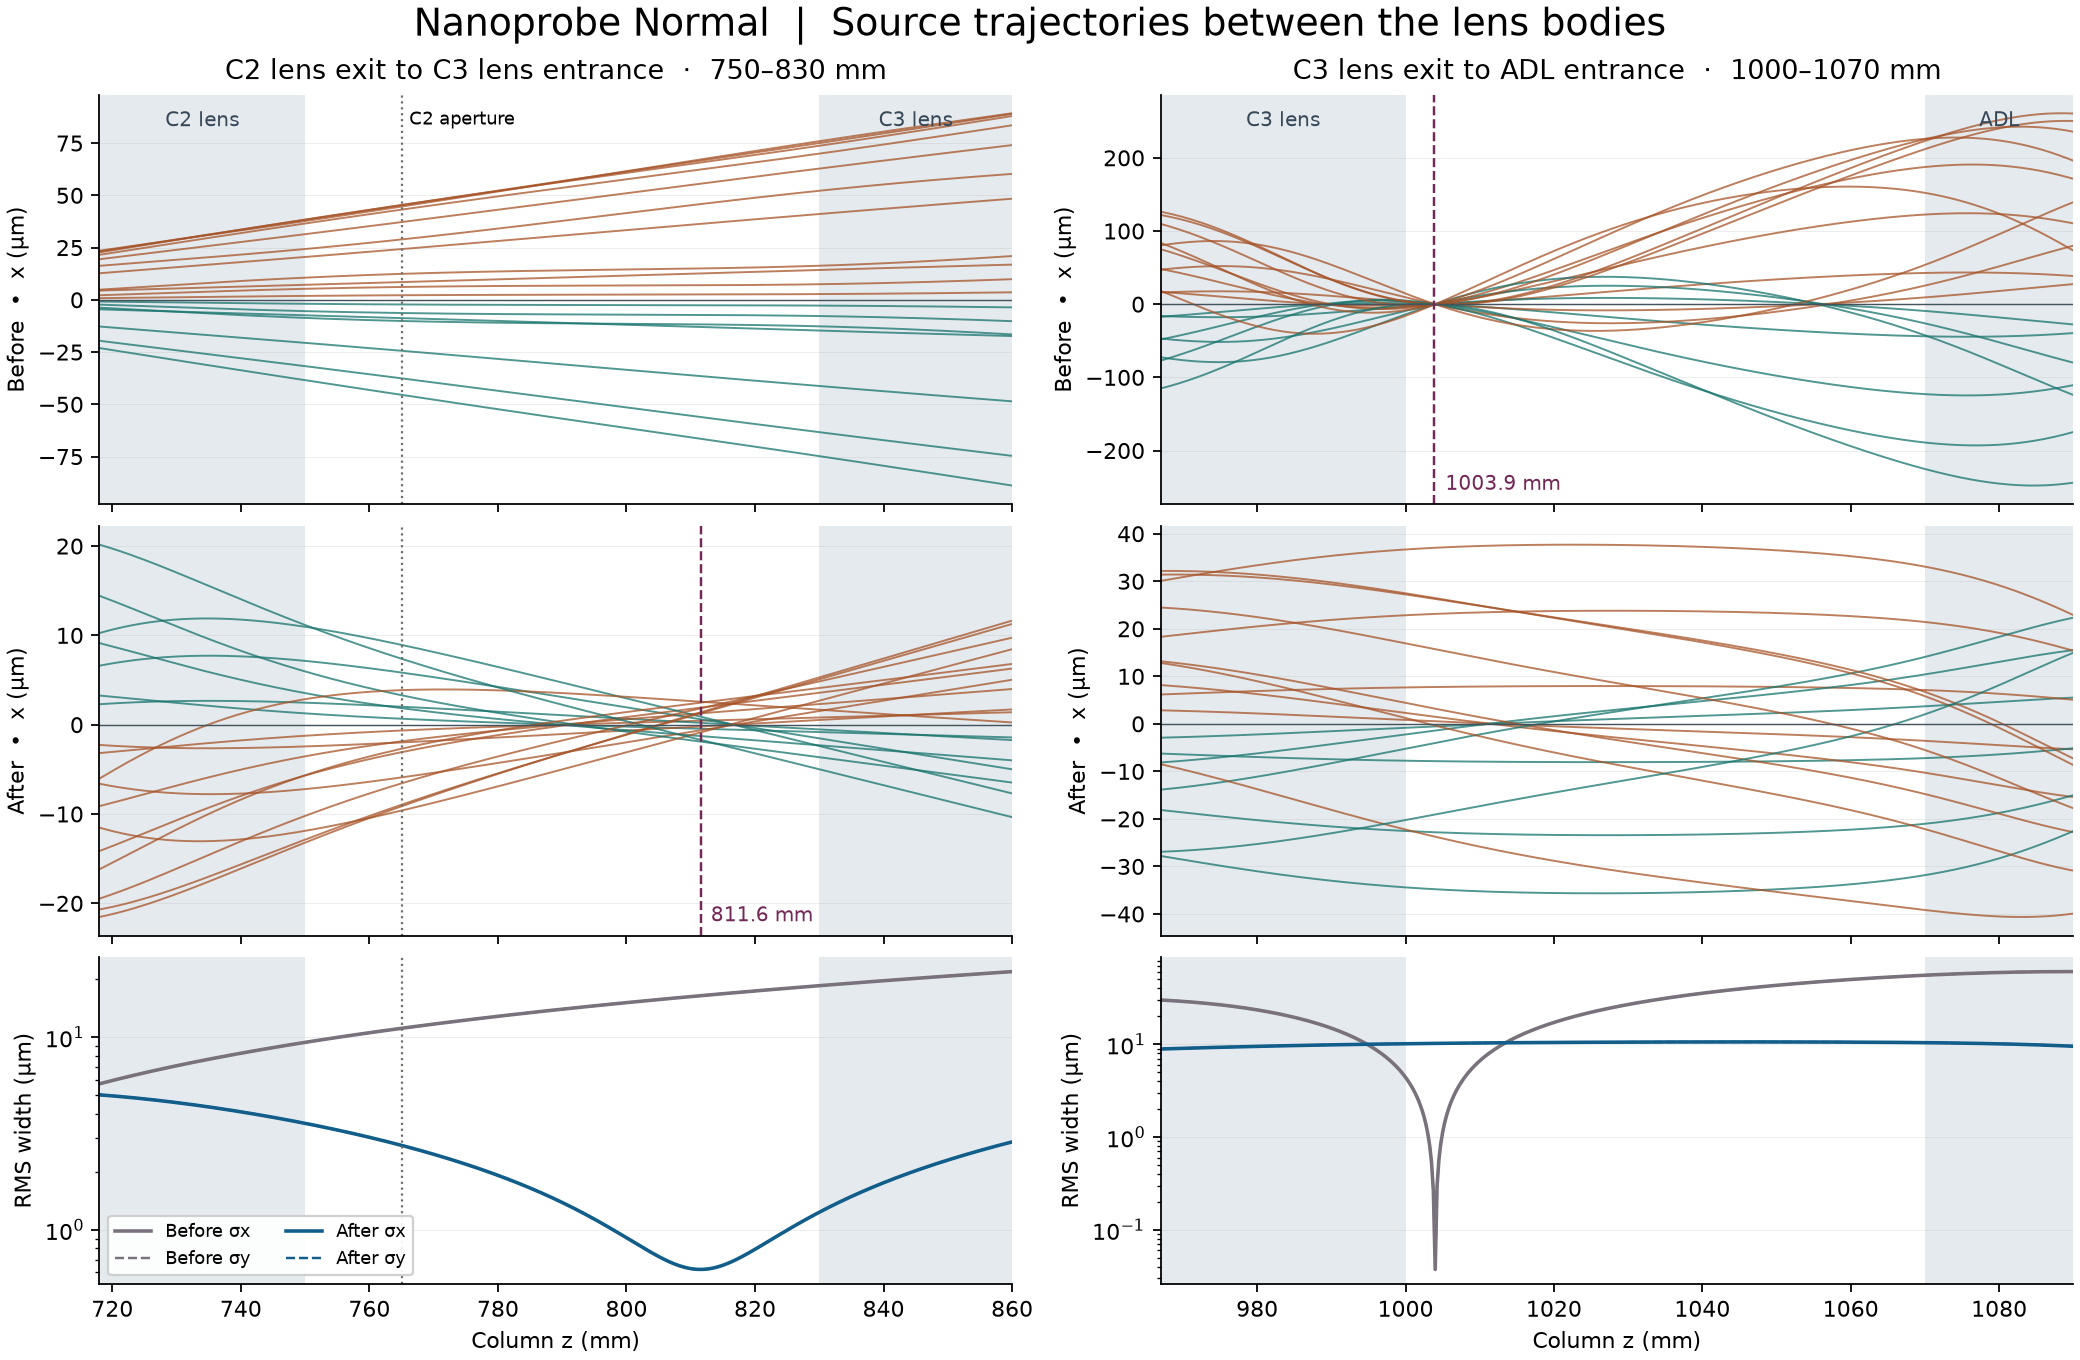 Nanoprobe Normal | Source trajectories between the lens bodies
C2 lens exit to C3 lens entrance · 750–830 mm
C3 lens exit to ADL entrance · 1000–1070 mm
Before • x (μm)
75
50
25
0
−25
−50
−75
C2 lens
C2 aperture
C3 lens
Before • x (μm)
200
100
0
−100
−200
C3 lens
ADL
1003.9 mm
After • x (μm)
20
10
0
−10
−20
811.6 mm
After • x (μm)
40
30
20
10
0
−10
−20
−30
−40
RMS width (μm)
10¹
10⁰
Before σx
After σx
Before σy
After σy
720 740 760 780 800 820 840 860
Column z (mm)
RMS width (μm)
10¹
10⁰
10⁻¹
980 1000 1020 1040 1060 1080
Column z (mm)